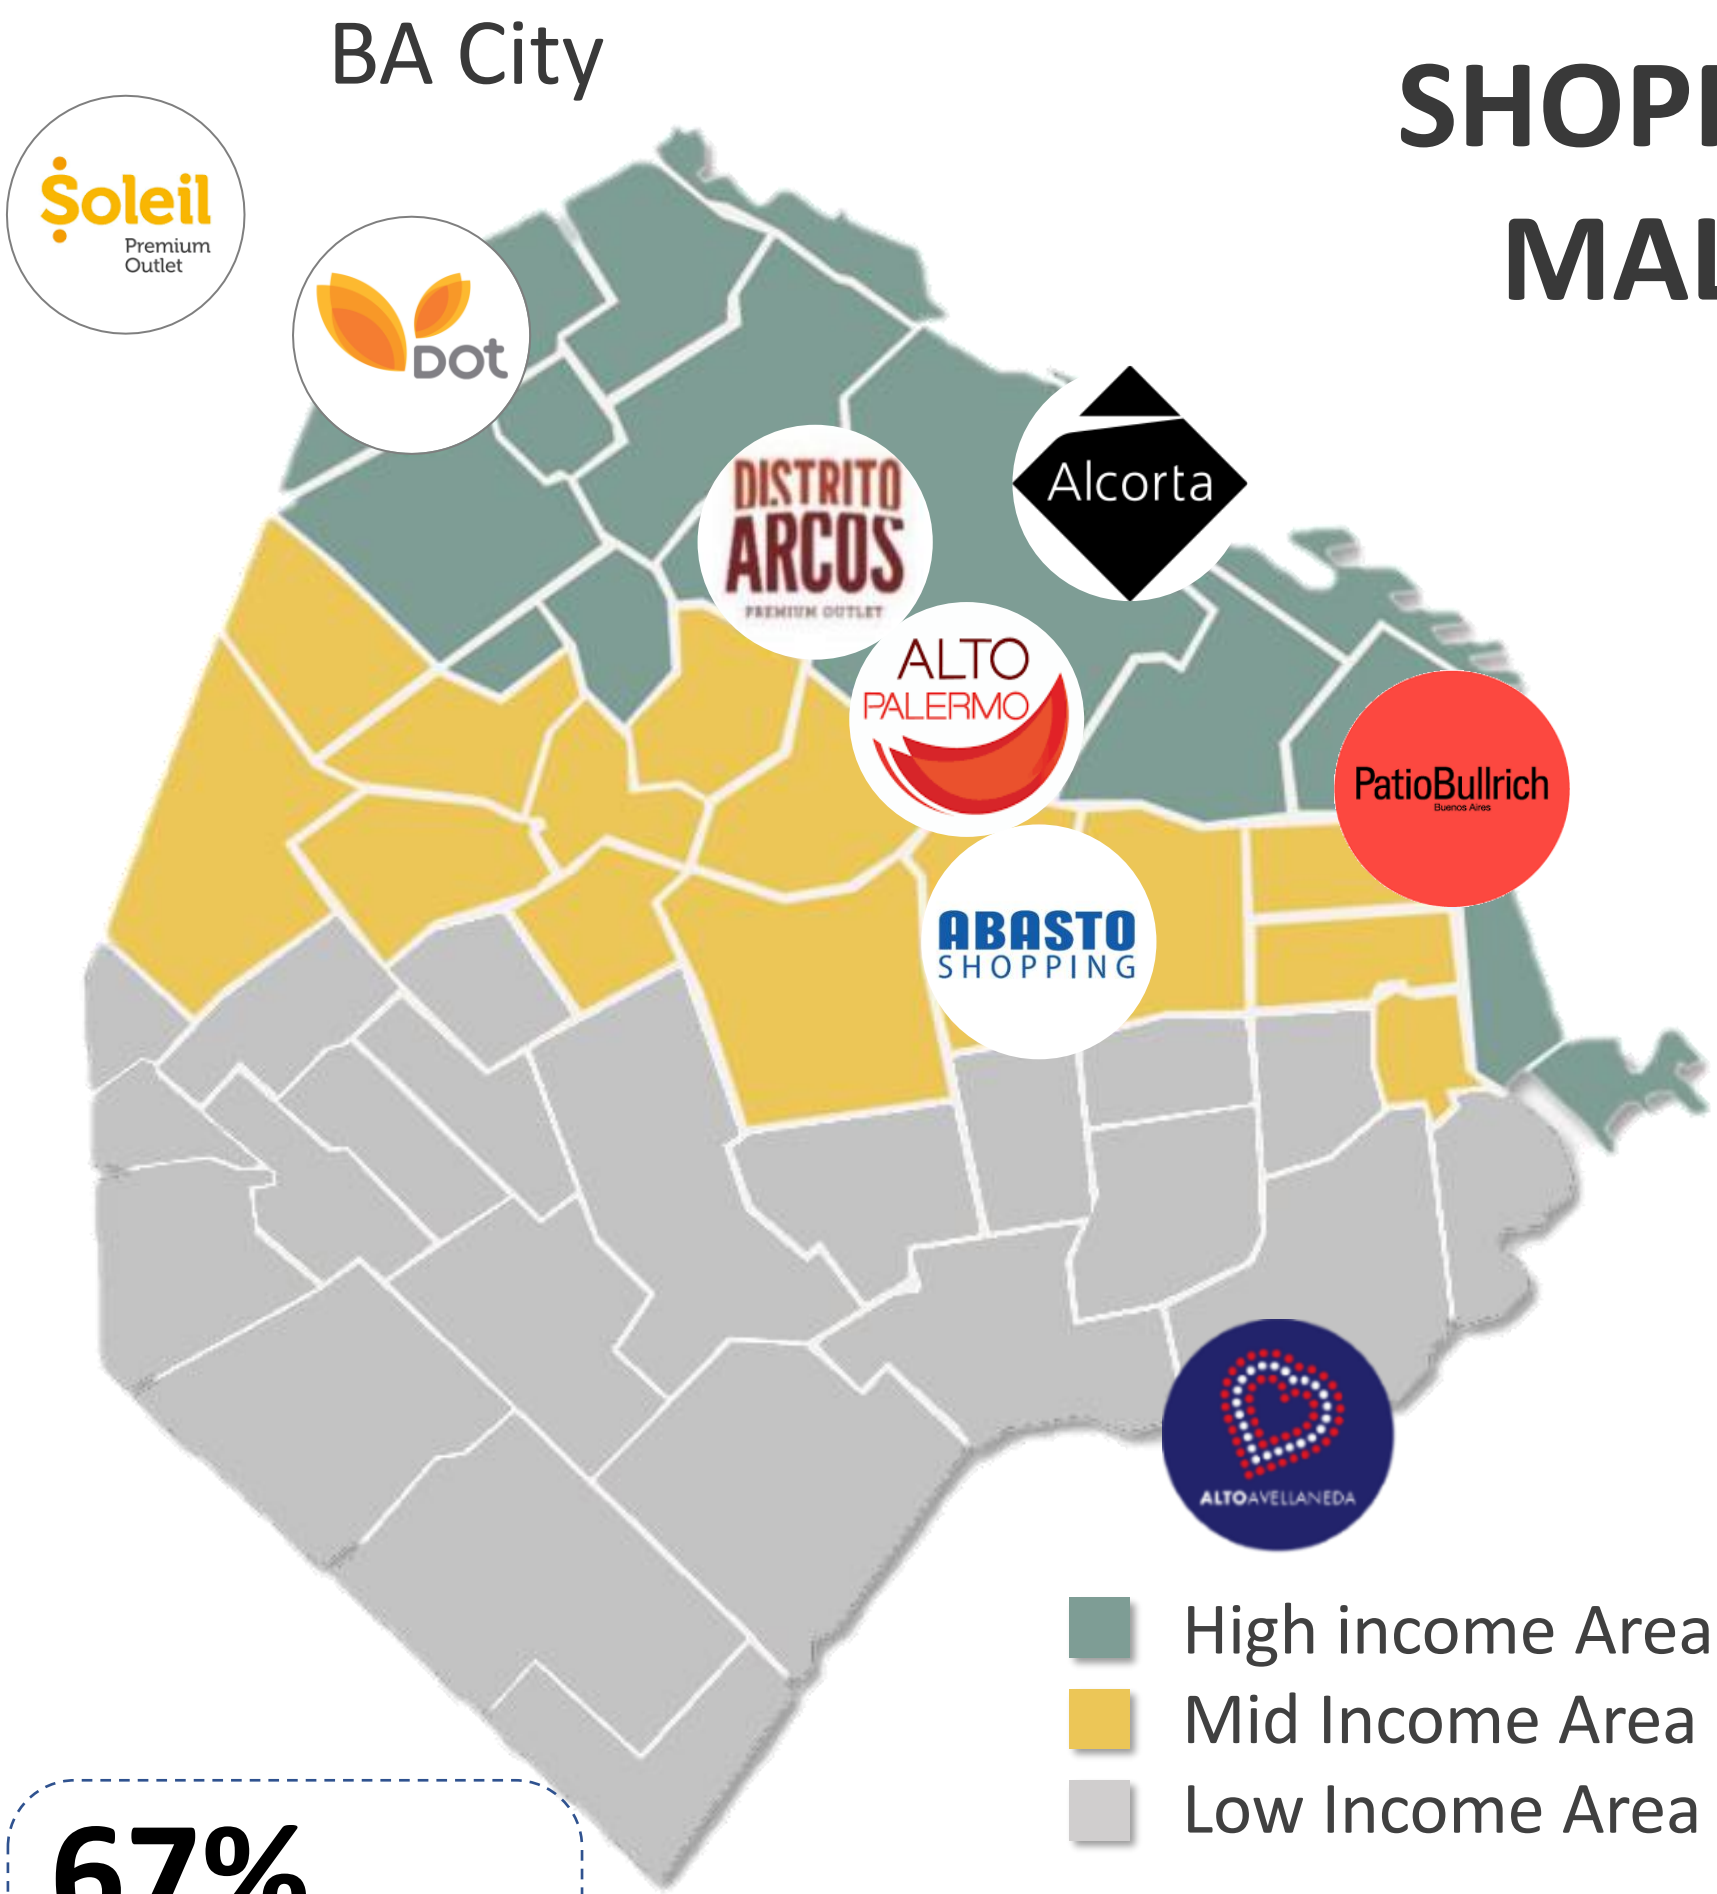 BA City
SHOPP
MAL
Soleil
Premium
Outlet
DOt
DISTRITO
ARCOS
PREMIUM OUTLET
Alcorta
ALTO
PALERMO
PatioBullrich
Buenos Aires
ABASTO
SHOPPING
ALTOAVELLANEDA
High income Area
Mid Income Area
Low Income Area
67%